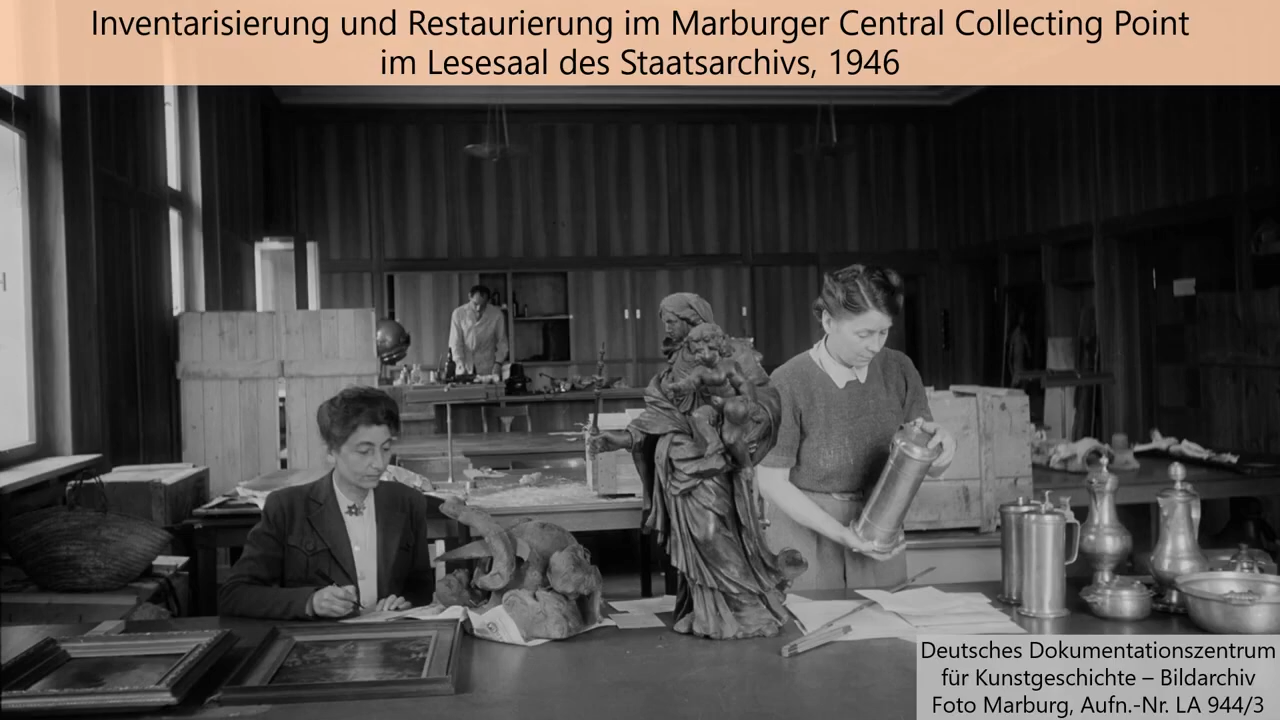 Inventarisierung und Restaurierung im Marburger Central Collecting Point
im Lesesaal des Staatsarchivs, 1946
Deutsches Dokumentationszentrum
für Kunstgeschichte – Bildarchiv
Foto Marburg, Aufn.-Nr. LA 944/3